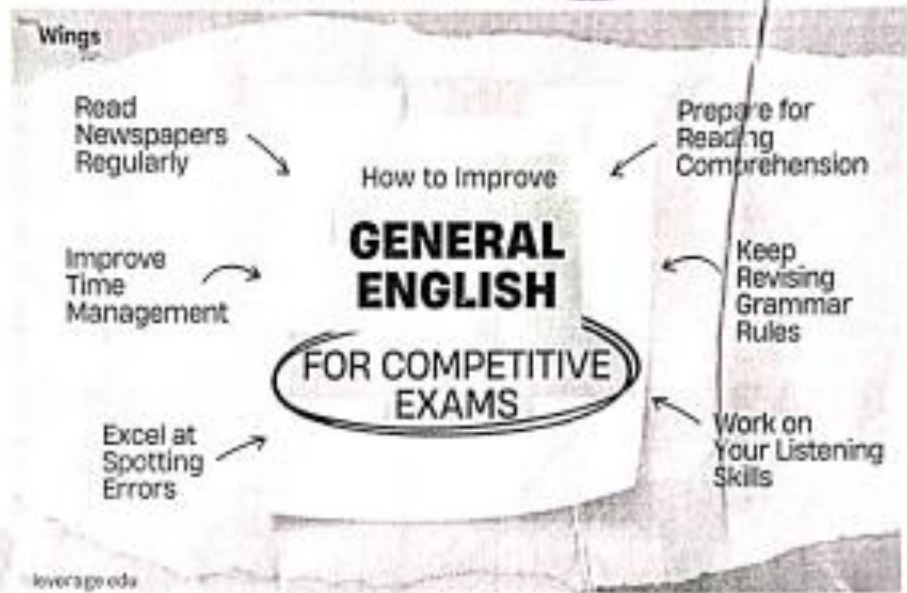 Wings
Read
Newspapers
Regularly
Improve
Time
Management
Excel at
Spotting
Errors
How to Improve
GENERAL
ENGLISH
FOR COMPETITIVE
EXAMS
Prepare for
Reading
Comprehension
Keep
Revising
Grammar
Rules
Work on
Your Listening
Skills
leverage edu